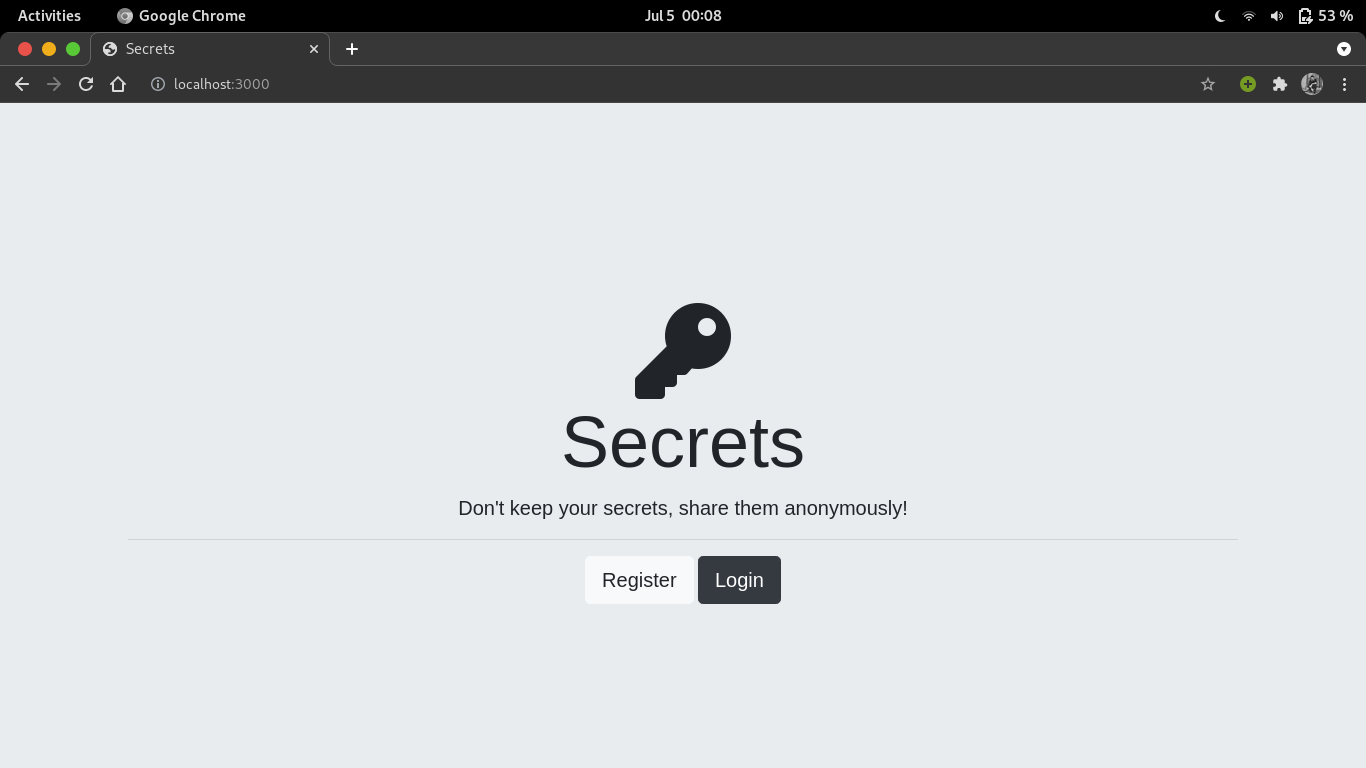 Activities Google Chrome Jul 5 00:08 53 %
Secrets
localhost:3000
Secrets
Don't keep your secrets, share them anonymously!
Register Login